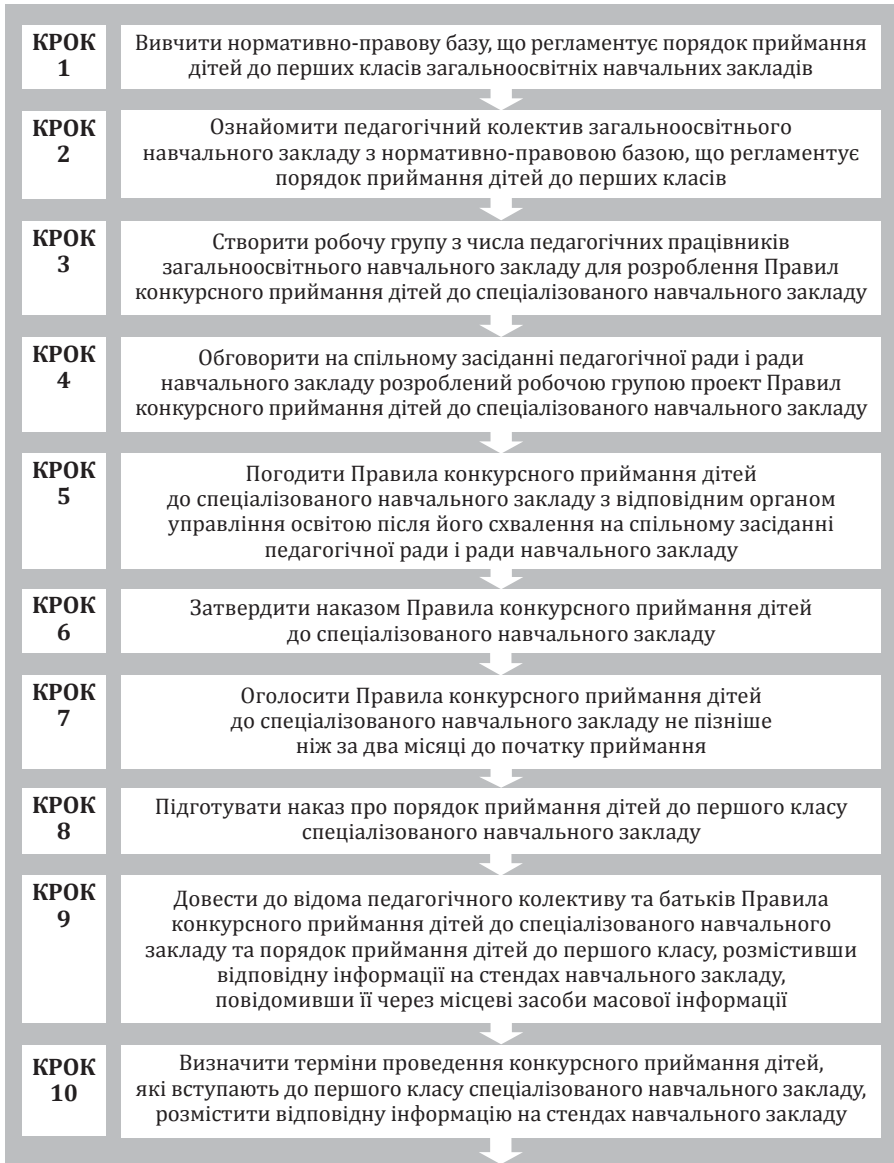 КРОК
1
Вивчити нормативно-правову базу, що регламентує порядок приймання
дітей до перших класів загальноосвітніх навчальних закладів
КРОК
2
Ознайомити педагогічний колектив загальноосвітнього
навчального закладу з нормативно-правовою базою, що регламентує
порядок приймання дітей до перших класів
КРОК
3
Створити робочу групу з числа педагогічних працівників
загальноосвітнього навчального закладу для розроблення Правил
конкурсного приймання дітей до спеціалізованого навчального закладу
КРОК
4
Обговорити на спільному засіданні педагогічної ради і ради
навчального закладу розроблений робочою групою проект Правил
конкурсного приймання дітей до спеціалізованого навчального закладу
КРОК
5
Погодити Правила конкурсного приймання дітей
до спеціалізованого навчального закладу з відповідним органом
управління освітою після його схвалення на спільному засіданні
педагогічної ради і ради навчального закладу
КРОК
6
Затвердити наказом Правила конкурсного приймання дітей
до спеціалізованого навчального закладу
КРОК
7
Оголосити Правила конкурсного приймання дітей
до спеціалізованого навчального закладу не пізніше
ніж за два місяці до початку приймання
КРОК
8
Підготувати наказ про порядок приймання дітей до першого класу
спеціалізованого навчального закладу
КРОК
9
Довести до відома педагогічного колективу та батьків Правила
конкурсного приймання дітей до спеціалізованого навчального
закладу та порядок приймання дітей до першого класу, розмістивши
відповідну інформації на стендах навчального закладу,
повідомивши її через місцеві засоби масової інформації
КРОК
10
Визначити терміни проведення конкурсного приймання дітей,
які вступають до першого класу спеціалізованого навчального закладу,
розмістити відповідну інформацію на стендах навчального закладу